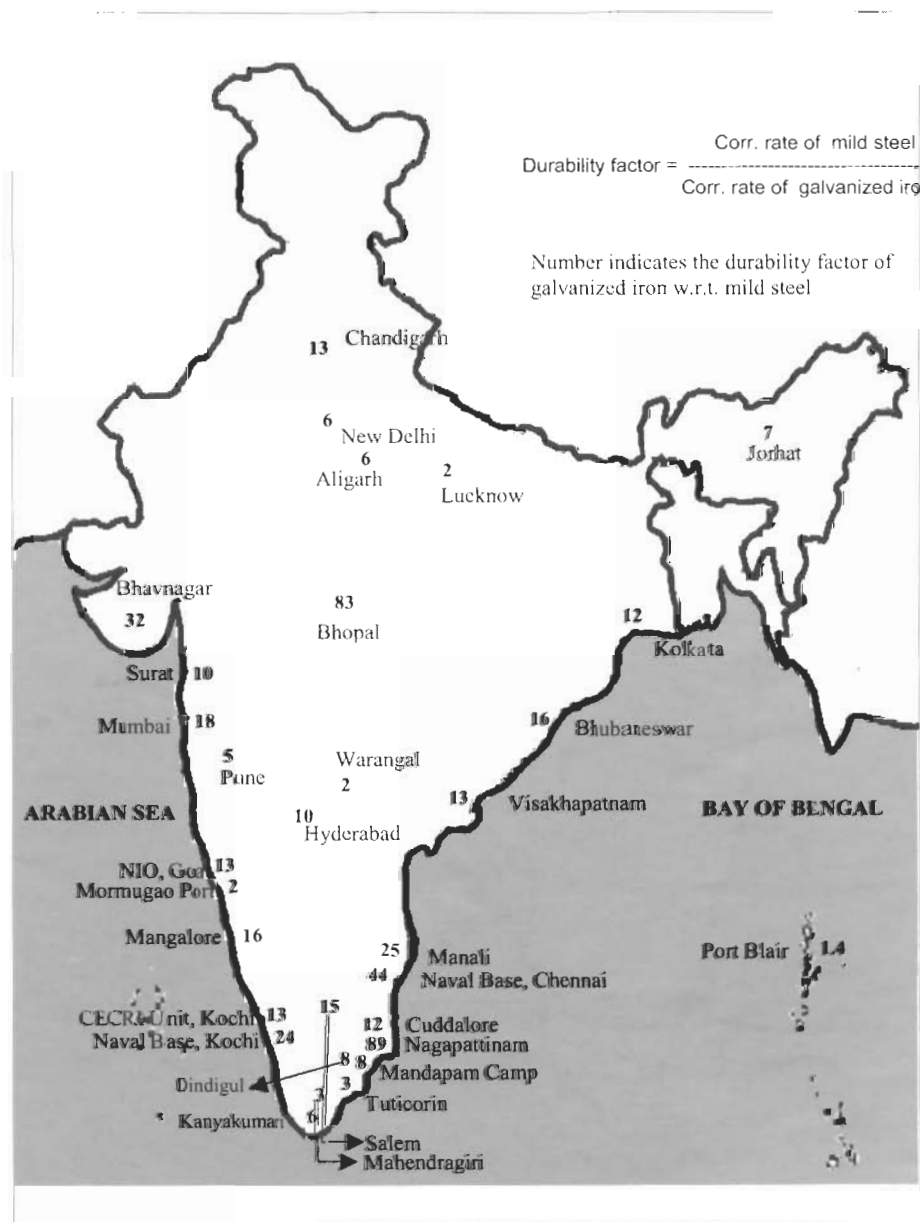 Corr. rate of mild steel
Durability factor = ------------------------
Corr. rate of galvanized iro
Number indicates the durability factor of
galvanized iron w.r.t. mild steel
13 Chandigarh
6
New Delhi
6
Aligarh
2
Lucknow
7
Jorhat
Bhavnagar
32
83
Bhopal
12
Kolkata
Surat 10
Mumbai 18
16
Bhubaneswar
5
Pune
Warangal
2
10
Hyderabad
13
Visakhapatnam
ARABIAN SEA
BAY OF BENGAL
NIO, Goa 13
Mormugao Port 2
Mangalore 16
25 Manali
44 Naval Base, Chennai
Port Blair 1.4
CECRI Unit, Kochi 13
15
Naval Base, Kochi 24
12 Cuddalore
89 Nagapattinam
8
8 Mandapam Camp
Dindigul
3 Tuticorin
3
Kanyakumari 6
Salem
Mahendragiri